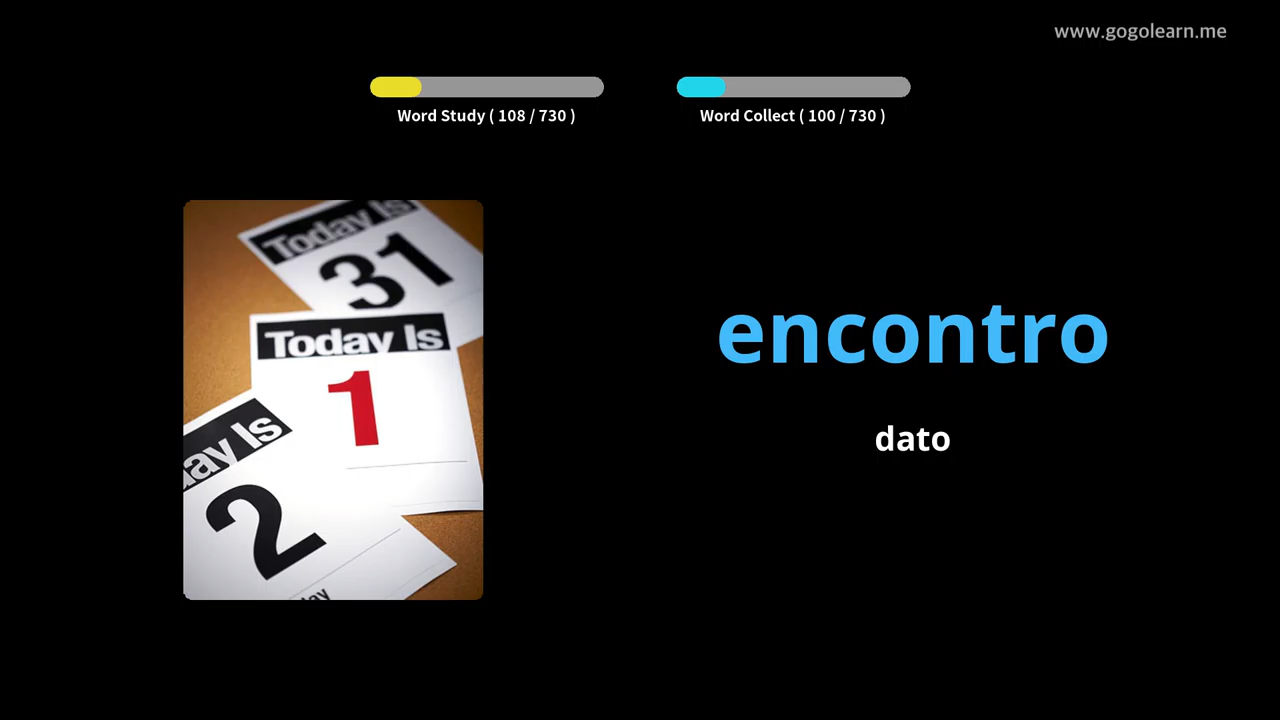 www.gogolearn.me
Word Study ( 108 / 730 )
Word Collect ( 100 / 730 )
Today Is
31
Today Is
1
ay Is
2
encontro
dato